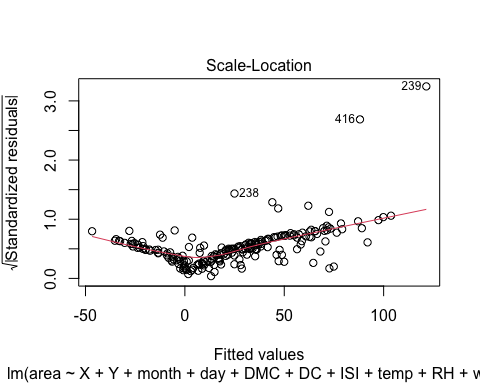 Scale-Location
√|Standardized residuals|
0.0 1.0 2.0 3.0
239
416
238
-50 0 50 100
Fitted values
lm(area ~ X + Y + month + day + DMC + DC + ISI + temp + RH + w